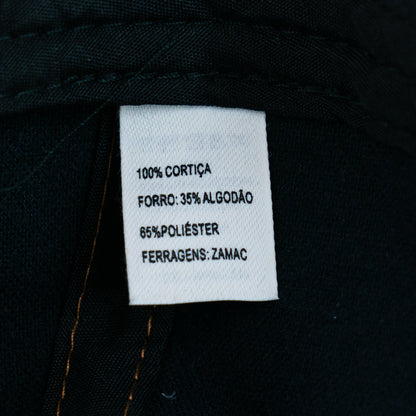 100% CORTIÇA
FORRO: 35% ALGODÃO
65%POLIÉSTER
FERRAGENS: ZAMAC